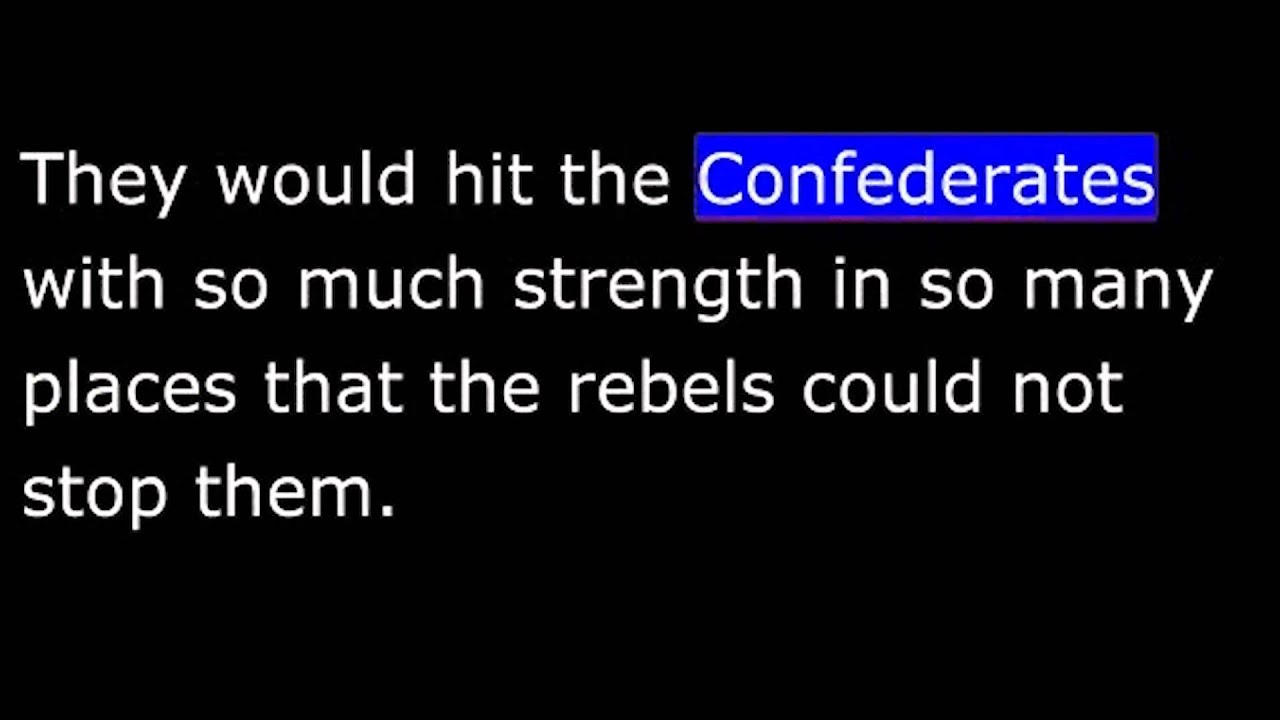 They would hit the Confederates
with so much strength in so many
places that the rebels could not
stop them.